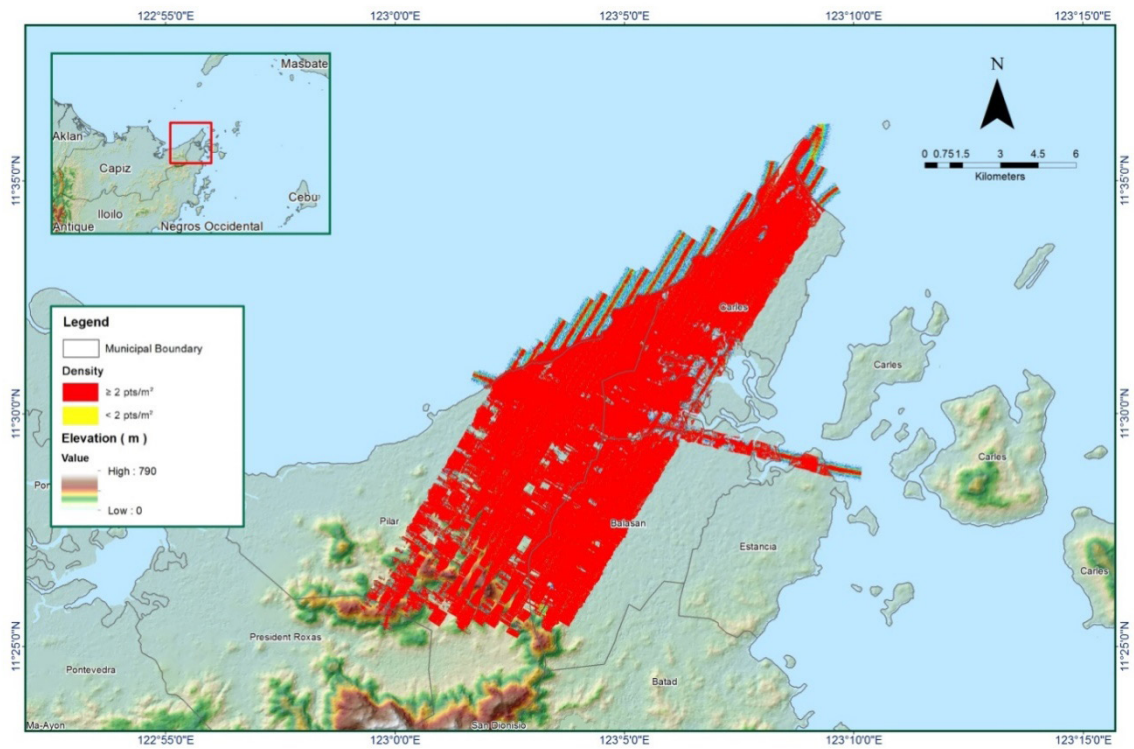 122°55'0"E 123°0'0"E 123°5'0"E 123°10'0"E 123°15'0"E
Masbate
Aklan
Capiz
Iloilo
Cebu
Antique
Negros Occidental
N
0 0.75 1.5 3 4.5 6
Kilometers
11°35'0"N 11°35'0"N
Legend
Municipal Boundary
Density
≥ 2 pts/m²
< 2 pts/m²
Elevation ( m )
Value
High : 790
Low : 0
Carles
Carles
11°30'0"N 11°30'0"N
Carles
Pilar
Balasan
Estancia
Carles
President Roxas
11°25'0"N 11°25'0"N
Pontevedra
Batad
Ma-Ayon
San Dionisio
122°55'0"E 123°0'0"E 123°5'0"E 123°10'0"E 123°15'0"E